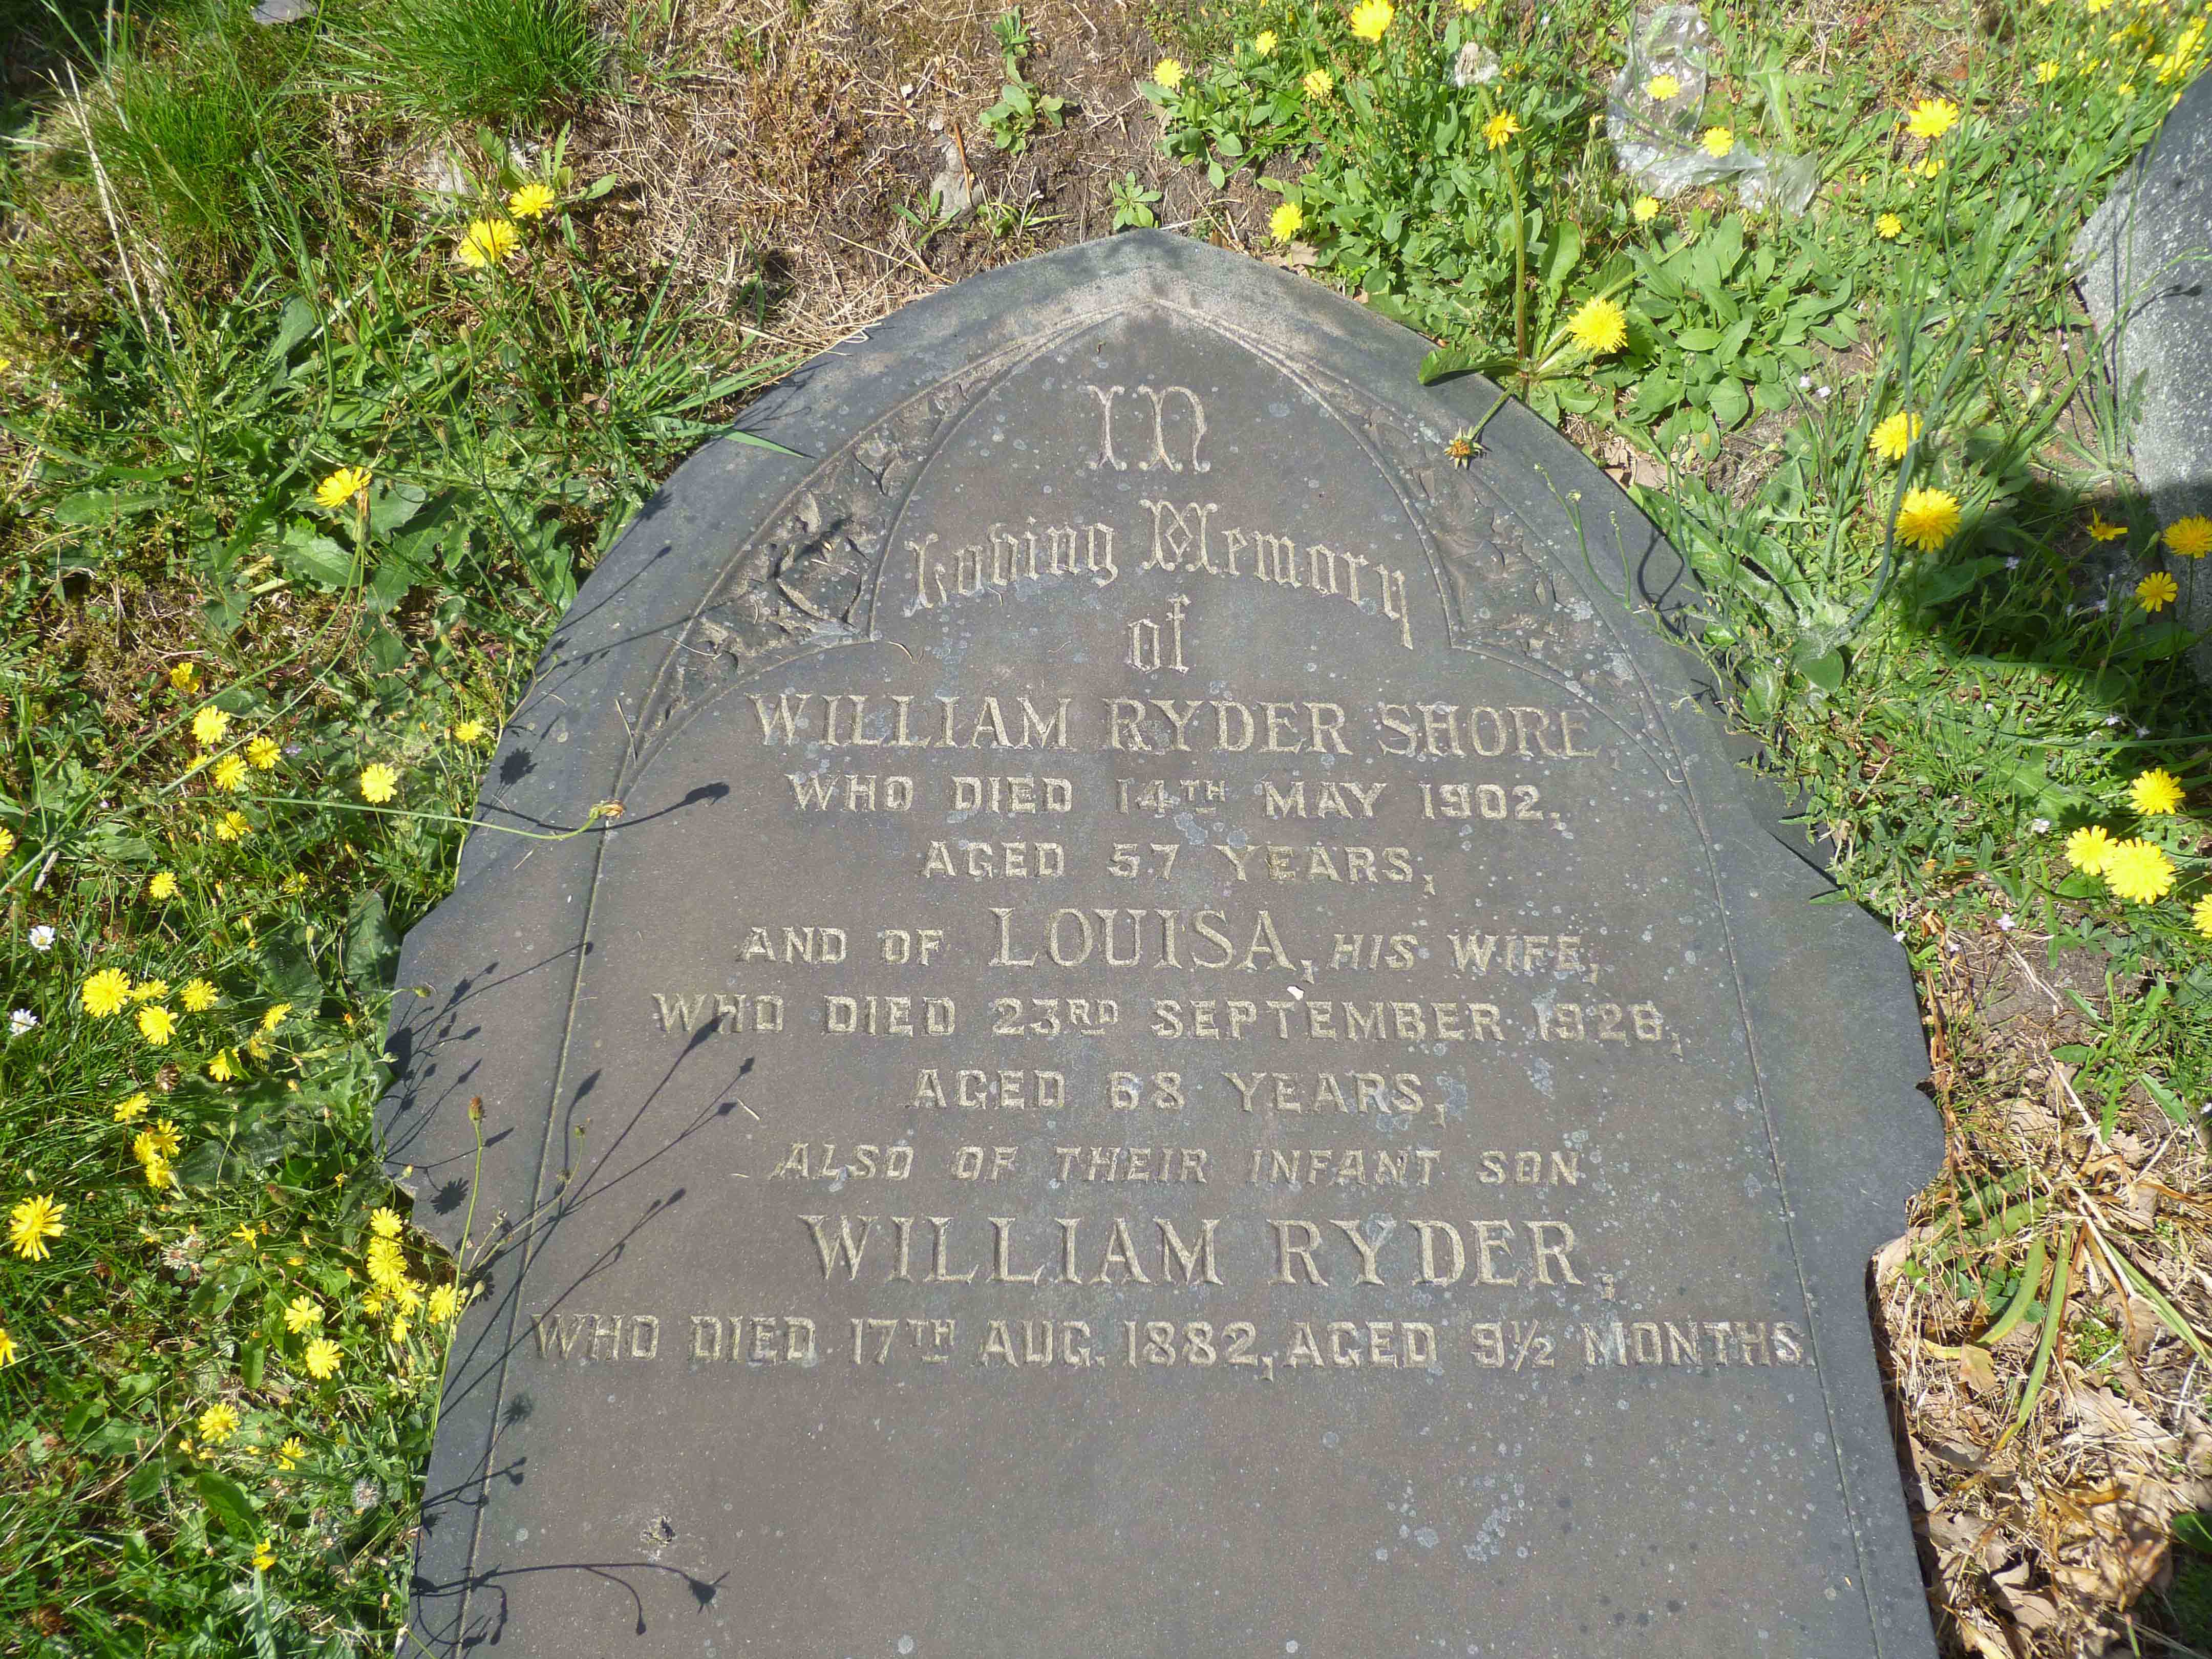 In
Loving Memory
of
WILLIAM RYDER SHORE,
WHO DIED 14TH MAY 1902.
AGED 57 YEARS,
AND OF LOUISA, HIS WIFE,
WHO DIED 23RD SEPTEMBER 1926,
AGED 68 YEARS,
ALSO OF THEIR INFANT SON
WILLIAM RYDER,
WHO DIED 17TH AUG. 1882, AGED 9½ MONTHS.